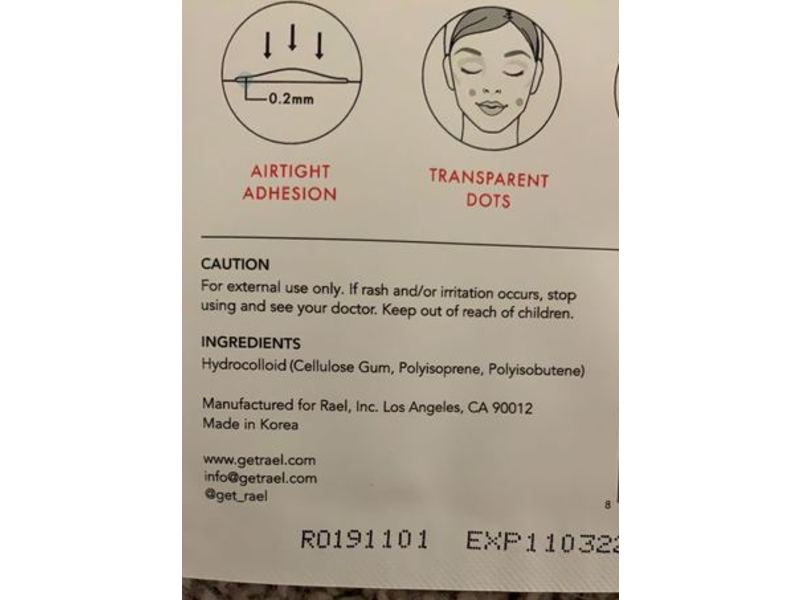 0.2mm
AIRTIGHT
ADHESION
TRANSPARENT
DOTS
CAUTION
For external use only. If rash and/or irritation occurs, stop
using and see your doctor. Keep out of reach of children.
INGREDIENTS
Hydrocolloid (Cellulose Gum, Polyisoprene, Polyisobutene)
Manufactured for Rael, Inc. Los Angeles, CA 90012
Made in Korea
www.getrael.com
info@getrael.com
@get_rael
8
R0191101 EXP110322